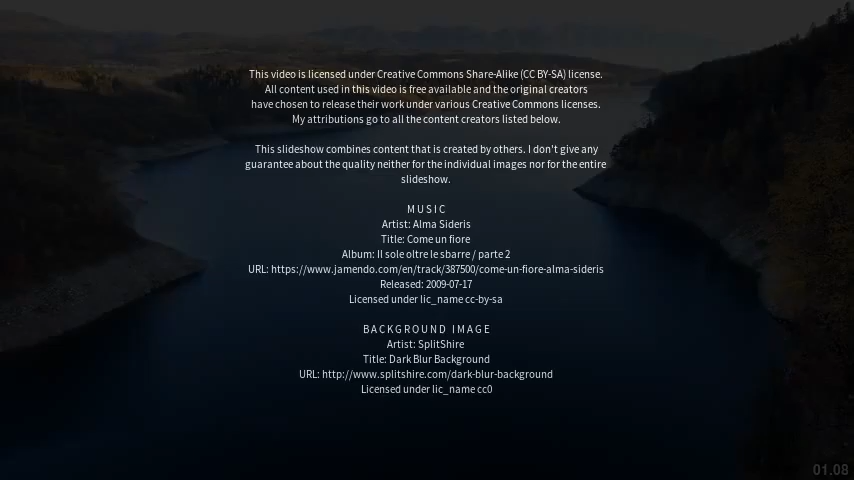 This video is licensed under Creative Commons Share-Alike (CC BY-SA) license.
All content used in this video is free available and the original creators
have chosen to release their work under various Creative Commons licenses.
My attributions go to all the content creators listed below.
This slideshow combines content that is created by others. I don't give any
guarantee about the quality neither for the individual images nor for the entire
slideshow.
MUSIC
Artist: Alma Sideris
Title: Come un fiore
Album: Il sole oltre le sbarre / parte 2
URL: https://www.jamendo.com/en/track/387500/come-un-fiore-alma-sideris
Released: 2009-07-17
Licensed under lic_name cc-by-sa
BACKGROUND IMAGE
Artist: SplitShire
Title: Dark Blur Background
URL: http://www.splitshire.com/dark-blur-background
Licensed under lic_name cc0
01.08